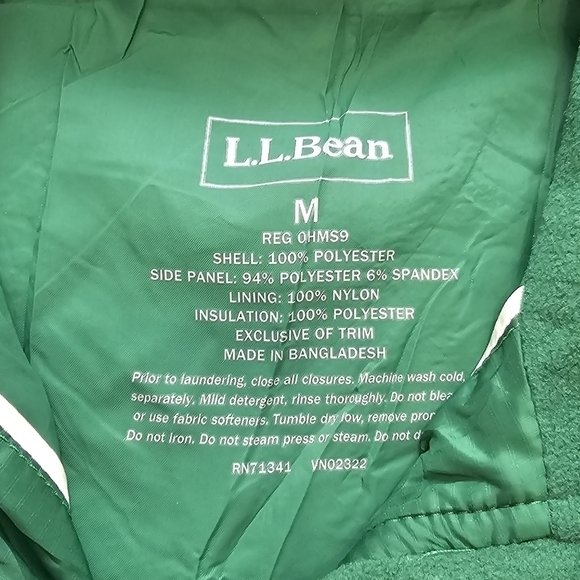 L.L.Bean
M
REG 0HMS9
SHELL: 100% POLYESTER
SIDE PANEL: 94% POLYESTER 6% SPANDEX
LINING: 100% NYLON
INSULATION: 100% POLYESTER
EXCLUSIVE OF TRIM
MADE IN BANGLADESH
Prior to laundering, close all closures. Machine wash cold,
separately. Mild detergent, rinse thoroughly. Do not
or use fabric softeners. Tumble dry low, remove
Do not iron. Do not steam press or steam. Do not
RN71341 VN02322